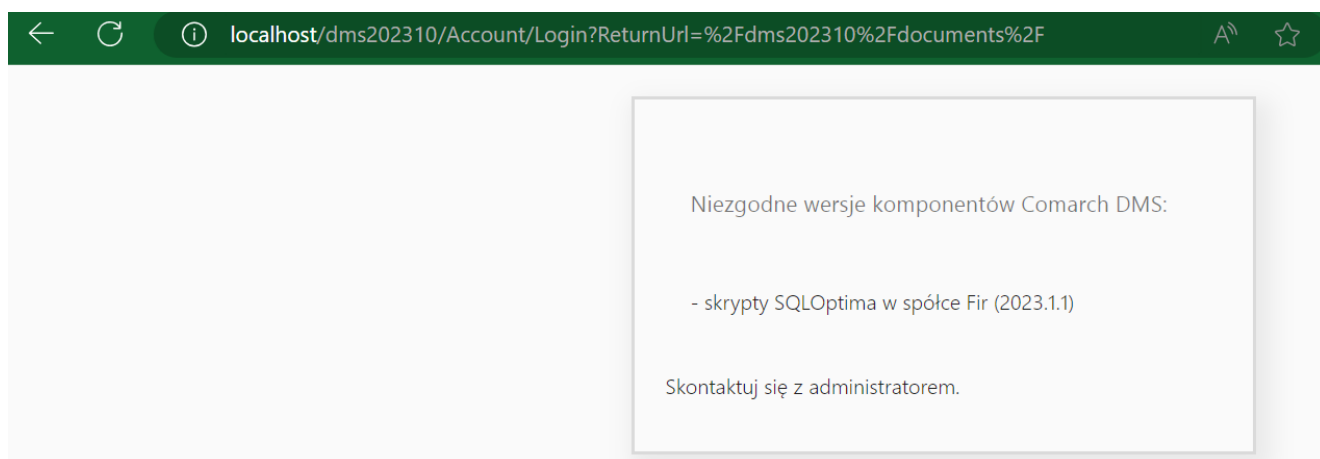 localhost/dms202310/Account/Login?ReturnUrl=%2Fdms202310%2Fdocuments%2F
Niezgodne wersje komponentów Comarch DMS:
- skrypty SQLOptima w spółce Fir (2023.1.1)
Skontaktuj się z administratorem.